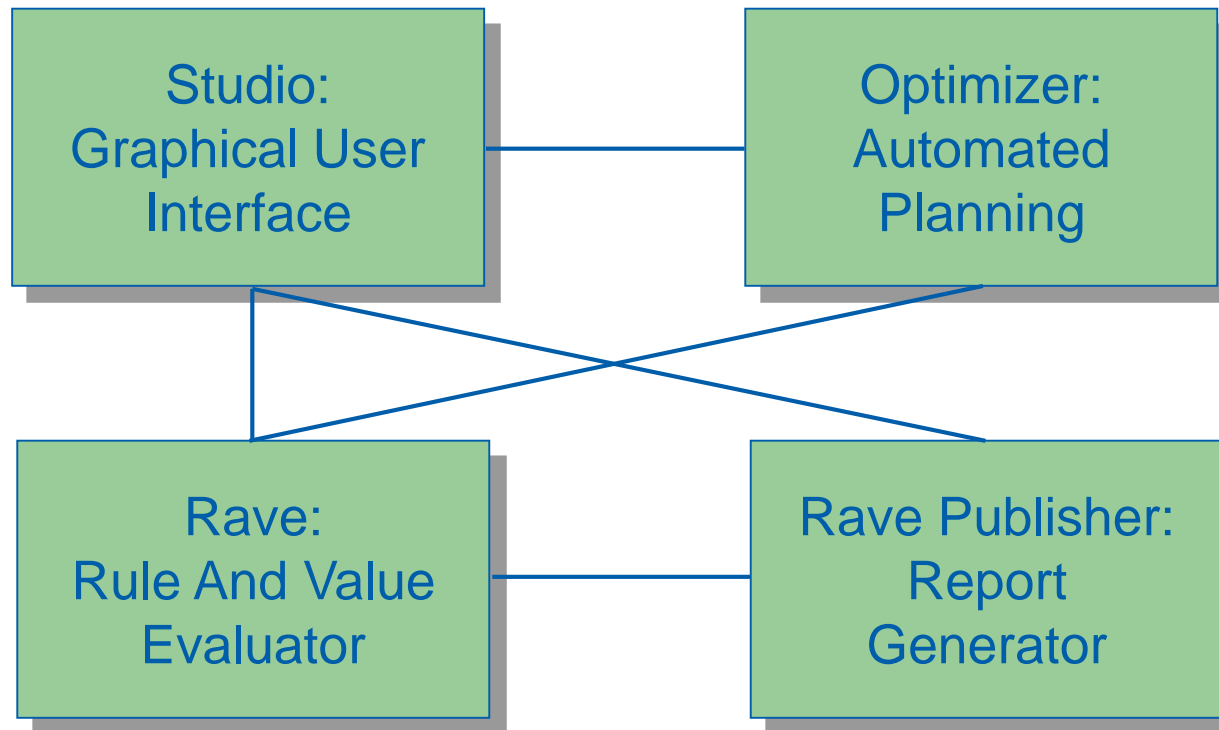 Studio:
Graphical User
Interface
Optimizer:
Automated
Planning
Rave:
Rule And Value
Evaluator
Rave Publisher:
Report
Generator